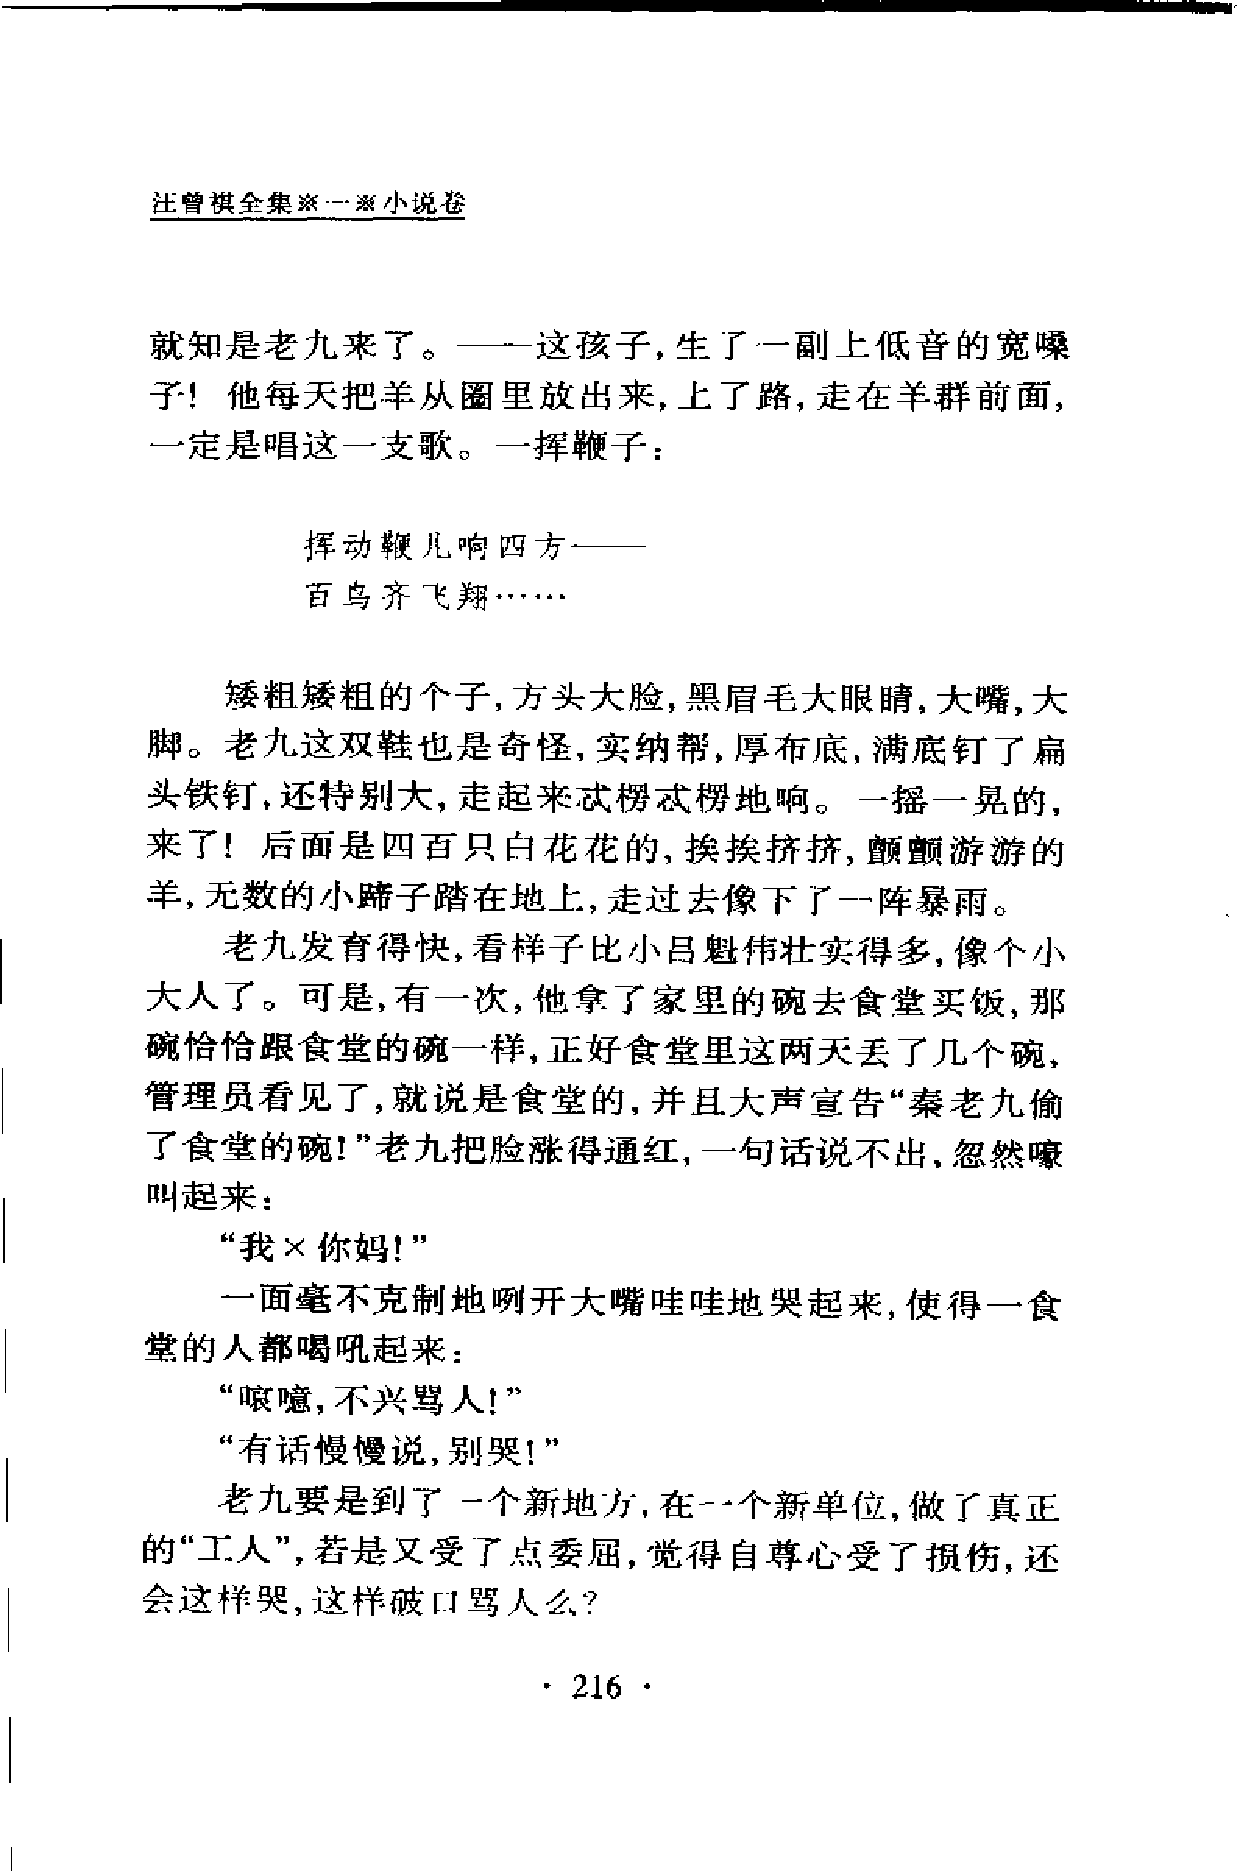 汪曾祺全集※一※小说卷
就知是老九来了。——这孩子,生了一副上低音的宽嗓
子! 他每天把羊从圈里放出来,上了路,走在羊群前面,
一定是唱这一支歌。一挥鞭子:
挥动鞭儿响四方——
百鸟齐飞翔……
矮粗矮粗的个子,方头大脸,黑眉毛大眼睛,大嘴,大
脚。老九这双鞋也是奇怪,实纳帮,厚布底,满底钉了扁
头铁钉,还特别大,走起来忒楞忒楞地响。一摇一晃的,
来了! 后面是四百只白花花的,挨挨挤挤,颤颤游游的
羊,无数的小蹄子踏在地上,走过去像下了一阵暴雨。
老九发育得快,看样子比小吕魁伟壮实得多,像个小
大人了。可是,有一次,他拿了家里的碗去食堂买饭,那
碗恰恰跟食堂的碗一样,正好食堂里这两天丢了几个碗,
管理员看见了,就说是食堂的,并且大声宣告“秦老九偷
了食堂的碗!”老九把脸涨得通红,一句话说不出,忽然嚎
叫起来:
“我×你妈!”
一面毫不克制地咧开大嘴哇哇地哭起来,使得一食
堂的人都喝吼起来:
“嗳噫,不兴骂人!”
“有话慢慢说,别哭!”
老九要是到了一个新地方,在一个新单位,做了真正
的“工人”,若是又受了点委屈,觉得自尊心受了损伤,还
会这样哭,这样破口骂人么?
· 216 ·